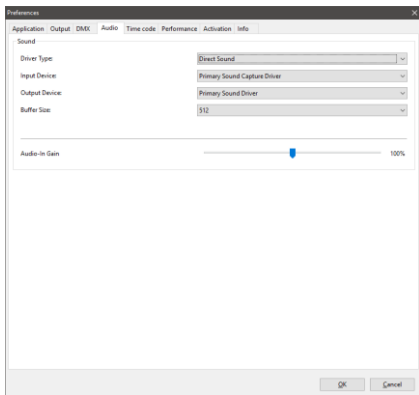 Preferences
Application Output DMX Audio Time code Performance Activation Info
Sound
Driver Type: Direct Sound
Input Device: Primary Sound Capture Driver
Output Device: Primary Sound Driver
Buffer Size: 512
Audio-In Gain 100%
OK Cancel